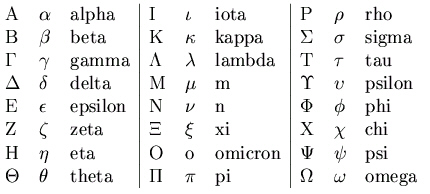 Α α alpha Ι ι iota Ρ ρ rho
Β β beta Κ κ kappa Σ σ sigma
Γ γ gamma Λ λ lambda Τ τ tau
Δ δ delta Μ μ m ϒ υ psilon
Ε ϵ epsilon Ν ν n Φ ϕ phi
Ζ ζ zeta Ξ ξ xi Χ χ chi
Η η eta Ο ο omicron Ψ ψ psi
Θ θ theta Π π pi Ω ω omega